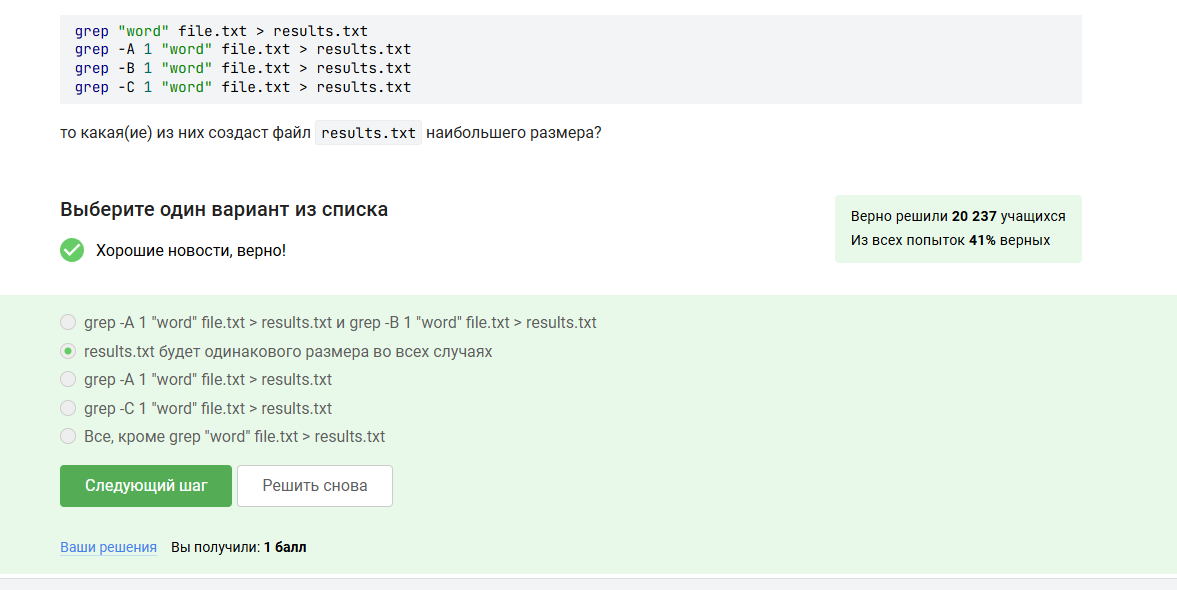 grep "word" file.txt > results.txt
grep -A 1 "word" file.txt > results.txt
grep -B 1 "word" file.txt > results.txt
grep -C 1 "word" file.txt > results.txt
то какая(ие) из них создаст файл results.txt наибольшего размера?
Выберите один вариант из списка
Верно решили 20 237 учащихся
Из всех попыток 41% верных
Хорошие новости, верно!
grep -A 1 "word" file.txt > results.txt и grep -B 1 "word" file.txt > results.txt
results.txt будет одинакового размера во всех случаях
grep -A 1 "word" file.txt > results.txt
grep -C 1 "word" file.txt > results.txt
Все, кроме grep "word" file.txt > results.txt
Следующий шаг
Решить снова
Ваши решения Вы получили: 1 балл